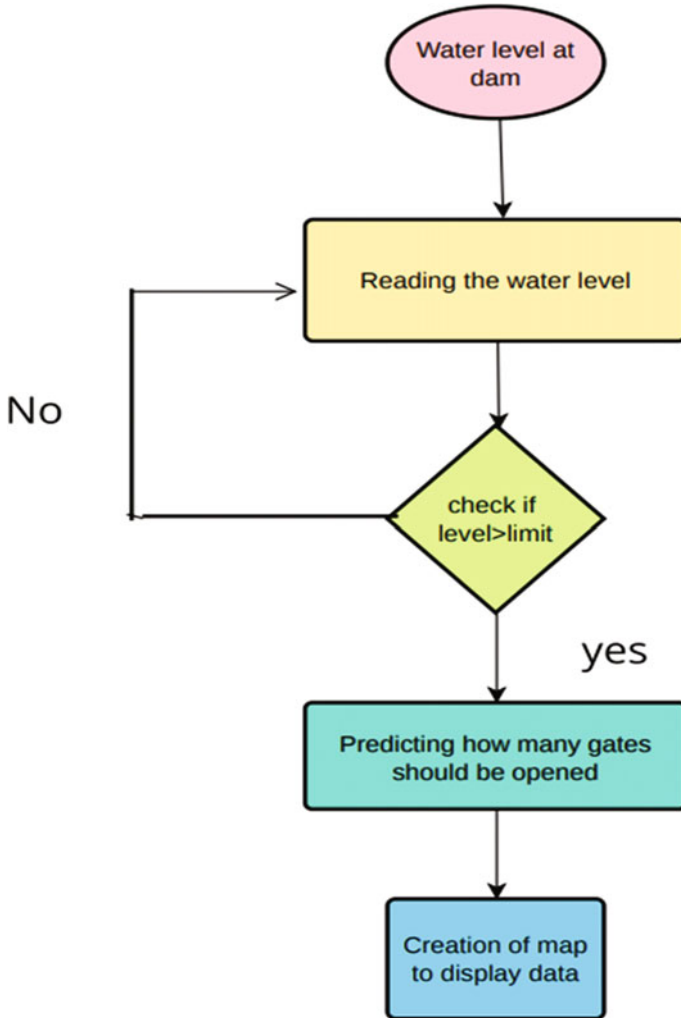 Water level at
dam
Reading the water level
No
check if
level>limit
yes
Predicting how many gates
should be opened
Creation of map
to display data